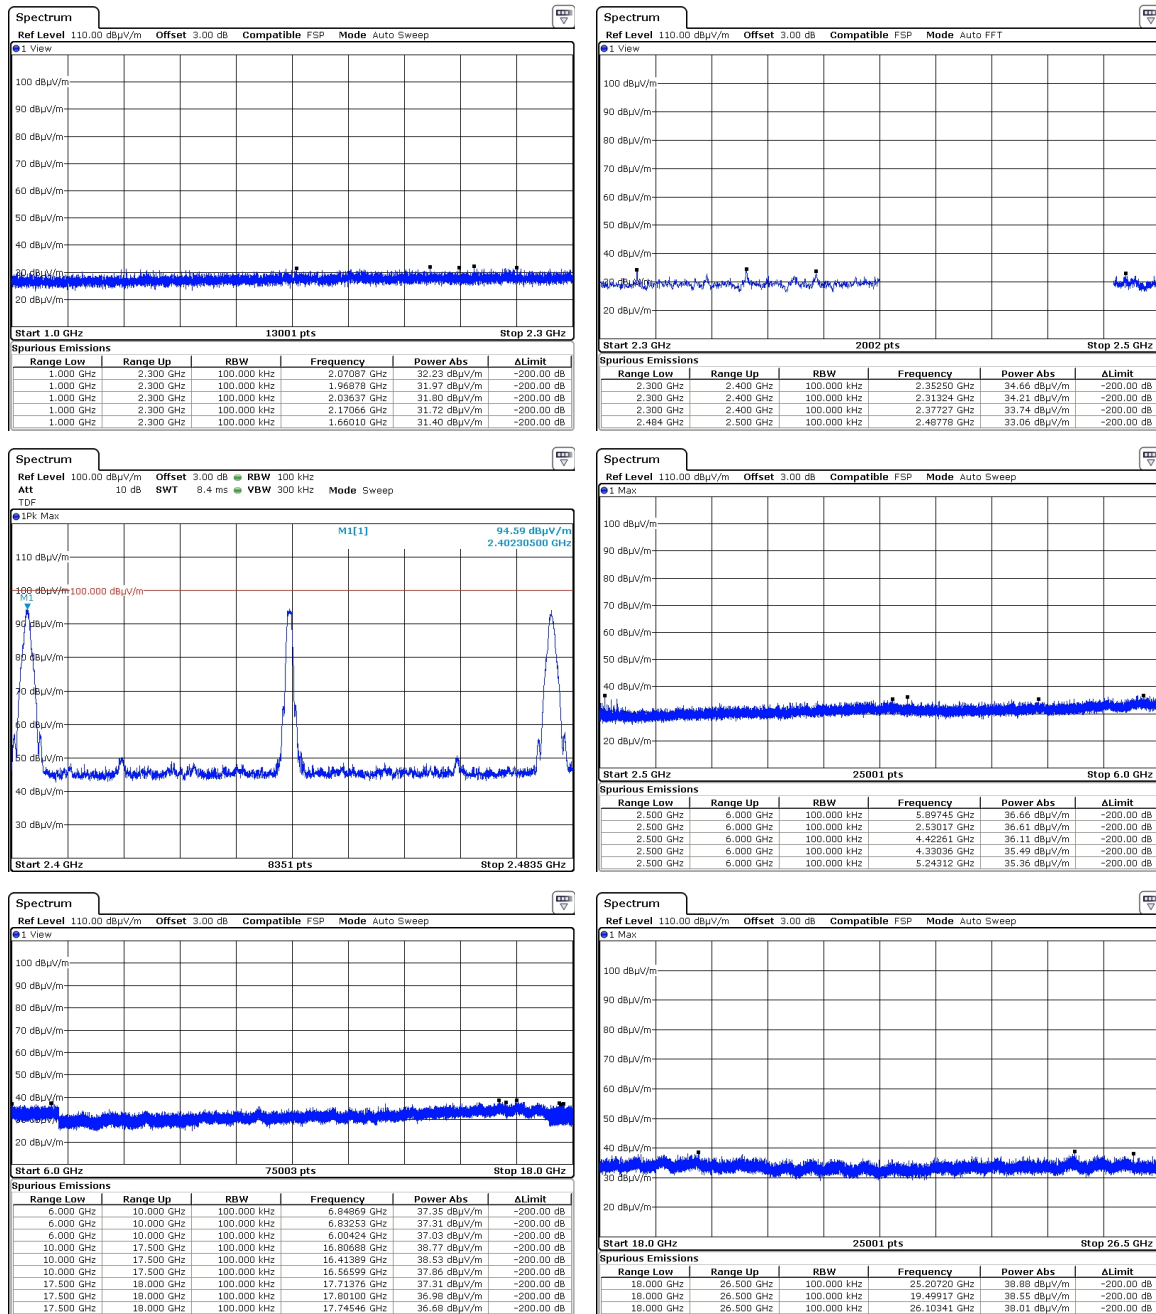 Spectrum
Ref Level 110.00 dBµV/m Offset 3.00 dB Compatible FSP Mode Auto Sweep
1 View
100 dBµV/m
90 dBµV/m
80 dBµV/m
70 dBµV/m
60 dBµV/m
50 dBµV/m
40 dBµV/m
30 dBµV/m
20 dBµV/m
Start 1.0 GHz 13001 pts Stop 2.3 GHz
Spurious Emissions
Range Low Range Up RBW Frequency Power Abs ΔLimit
1.000 GHz 2.300 GHz 100.000 kHz 2.07087 GHz 32.23 dBµV/m -200.00 dB
1.000 GHz 2.300 GHz 100.000 kHz 1.96878 GHz 31.97 dBµV/m -200.00 dB
1.000 GHz 2.300 GHz 100.000 kHz 2.03637 GHz 31.80 dBµV/m -200.00 dB
1.000 GHz 2.300 GHz 100.000 kHz 2.17066 GHz 31.72 dBµV/m -200.00 dB
1.000 GHz 2.300 GHz 100.000 kHz 1.66010 GHz 31.40 dBµV/m -200.00 dB
Spectrum
Ref Level 110.00 dBµV/m Offset 3.00 dB Compatible FSP Mode Auto FFT
1 View
100 dBµV/m
90 dBµV/m
80 dBµV/m
70 dBµV/m
60 dBµV/m
50 dBµV/m
40 dBµV/m
30 dBµV/m
20 dBµV/m
Start 2.3 GHz 2002 pts Stop 2.5 GHz
Spurious Emissions
Range Low Range Up RBW Frequency Power Abs ΔLimit
2.300 GHz 2.400 GHz 100.000 kHz 2.35250 GHz 34.66 dBµV/m -200.00 dB
2.300 GHz 2.400 GHz 100.000 kHz 2.31324 GHz 34.21 dBµV/m -200.00 dB
2.300 GHz 2.400 GHz 100.000 kHz 2.37727 GHz 33.74 dBµV/m -200.00 dB
2.484 GHz 2.500 GHz 100.000 kHz 2.48778 GHz 33.06 dBµV/m -200.00 dB
Spectrum
Ref Level 100.00 dBµV/m Offset 3.00 dB RBW 100 kHz
Att 10 dB SWT 8.4 ms VBW 300 kHz Mode Sweep
TDF
1Pk Max
M1[1] 94.59 dBµV/m
2.40230500 GHz
110 dBµV/m
100 dBµV/m 100.000 dBµV/m
M1
90 dBµV/m
80 dBµV/m
70 dBµV/m
60 dBµV/m
50 dBµV/m
40 dBµV/m
30 dBµV/m
Start 2.4 GHz 8351 pts Stop 2.4835 GHz
Spectrum
Ref Level 110.00 dBµV/m Offset 3.00 dB Compatible FSP Mode Auto Sweep
1 Max
100 dBµV/m
90 dBµV/m
80 dBµV/m
70 dBµV/m
60 dBµV/m
50 dBµV/m
40 dBµV/m
30 dBµV/m
20 dBµV/m
Start 2.5 GHz 25001 pts Stop 6.0 GHz
Spurious Emissions
Range Low Range Up RBW Frequency Power Abs ΔLimit
2.500 GHz 6.000 GHz 100.000 kHz 5.89745 GHz 36.66 dBµV/m -200.00 dB
2.500 GHz 6.000 GHz 100.000 kHz 2.53017 GHz 36.61 dBµV/m -200.00 dB
2.500 GHz 6.000 GHz 100.000 kHz 4.42261 GHz 36.11 dBµV/m -200.00 dB
2.500 GHz 6.000 GHz 100.000 kHz 4.33036 GHz 35.49 dBµV/m -200.00 dB
2.500 GHz 6.000 GHz 100.000 kHz 5.24312 GHz 35.36 dBµV/m -200.00 dB
Spectrum
Ref Level 110.00 dBµV/m Offset 3.00 dB Compatible FSP Mode Auto Sweep
1 View
100 dBµV/m
90 dBµV/m
80 dBµV/m
70 dBµV/m
60 dBµV/m
50 dBµV/m
40 dBµV/m
30 dBµV/m
20 dBµV/m
Start 6.0 GHz 75003 pts Stop 18.0 GHz
Spurious Emissions
Range Low Range Up RBW Frequency Power Abs ΔLimit
6.000 GHz 10.000 GHz 100.000 kHz 6.84869 GHz 37.35 dBµV/m -200.00 dB
6.000 GHz 10.000 GHz 100.000 kHz 6.83253 GHz 37.31 dBµV/m -200.00 dB
6.000 GHz 10.000 GHz 100.000 kHz 6.00424 GHz 37.03 dBµV/m -200.00 dB
10.000 GHz 17.500 GHz 100.000 kHz 16.80688 GHz 38.77 dBµV/m -200.00 dB
10.000 GHz 17.500 GHz 100.000 kHz 16.41389 GHz 38.53 dBµV/m -200.00 dB
10.000 GHz 17.500 GHz 100.000 kHz 16.56599 GHz 37.86 dBµV/m -200.00 dB
17.500 GHz 18.000 GHz 100.000 kHz 17.71376 GHz 37.31 dBµV/m -200.00 dB
17.500 GHz 18.000 GHz 100.000 kHz 17.80100 GHz 36.98 dBµV/m -200.00 dB
17.500 GHz 18.000 GHz 100.000 kHz 17.74546 GHz 36.68 dBµV/m -200.00 dB
Spectrum
Ref Level 110.00 dBµV/m Offset 3.00 dB Compatible FSP Mode Auto Sweep
1 Max
100 dBµV/m
90 dBµV/m
80 dBµV/m
70 dBµV/m
60 dBµV/m
50 dBµV/m
40 dBµV/m
30 dBµV/m
20 dBµV/m
Start 18.0 GHz 25001 pts Stop 26.5 GHz
Spurious Emissions
Range Low Range Up RBW Frequency Power Abs ΔLimit
18.000 GHz 26.500 GHz 100.000 kHz 25.20720 GHz 38.88 dBµV/m -200.00 dB
18.000 GHz 26.500 GHz 100.000 kHz 19.49917 GHz 38.55 dBµV/m -200.00 dB
18.000 GHz 26.500 GHz 100.000 kHz 26.10341 GHz 38.01 dBµV/m -200.00 dB